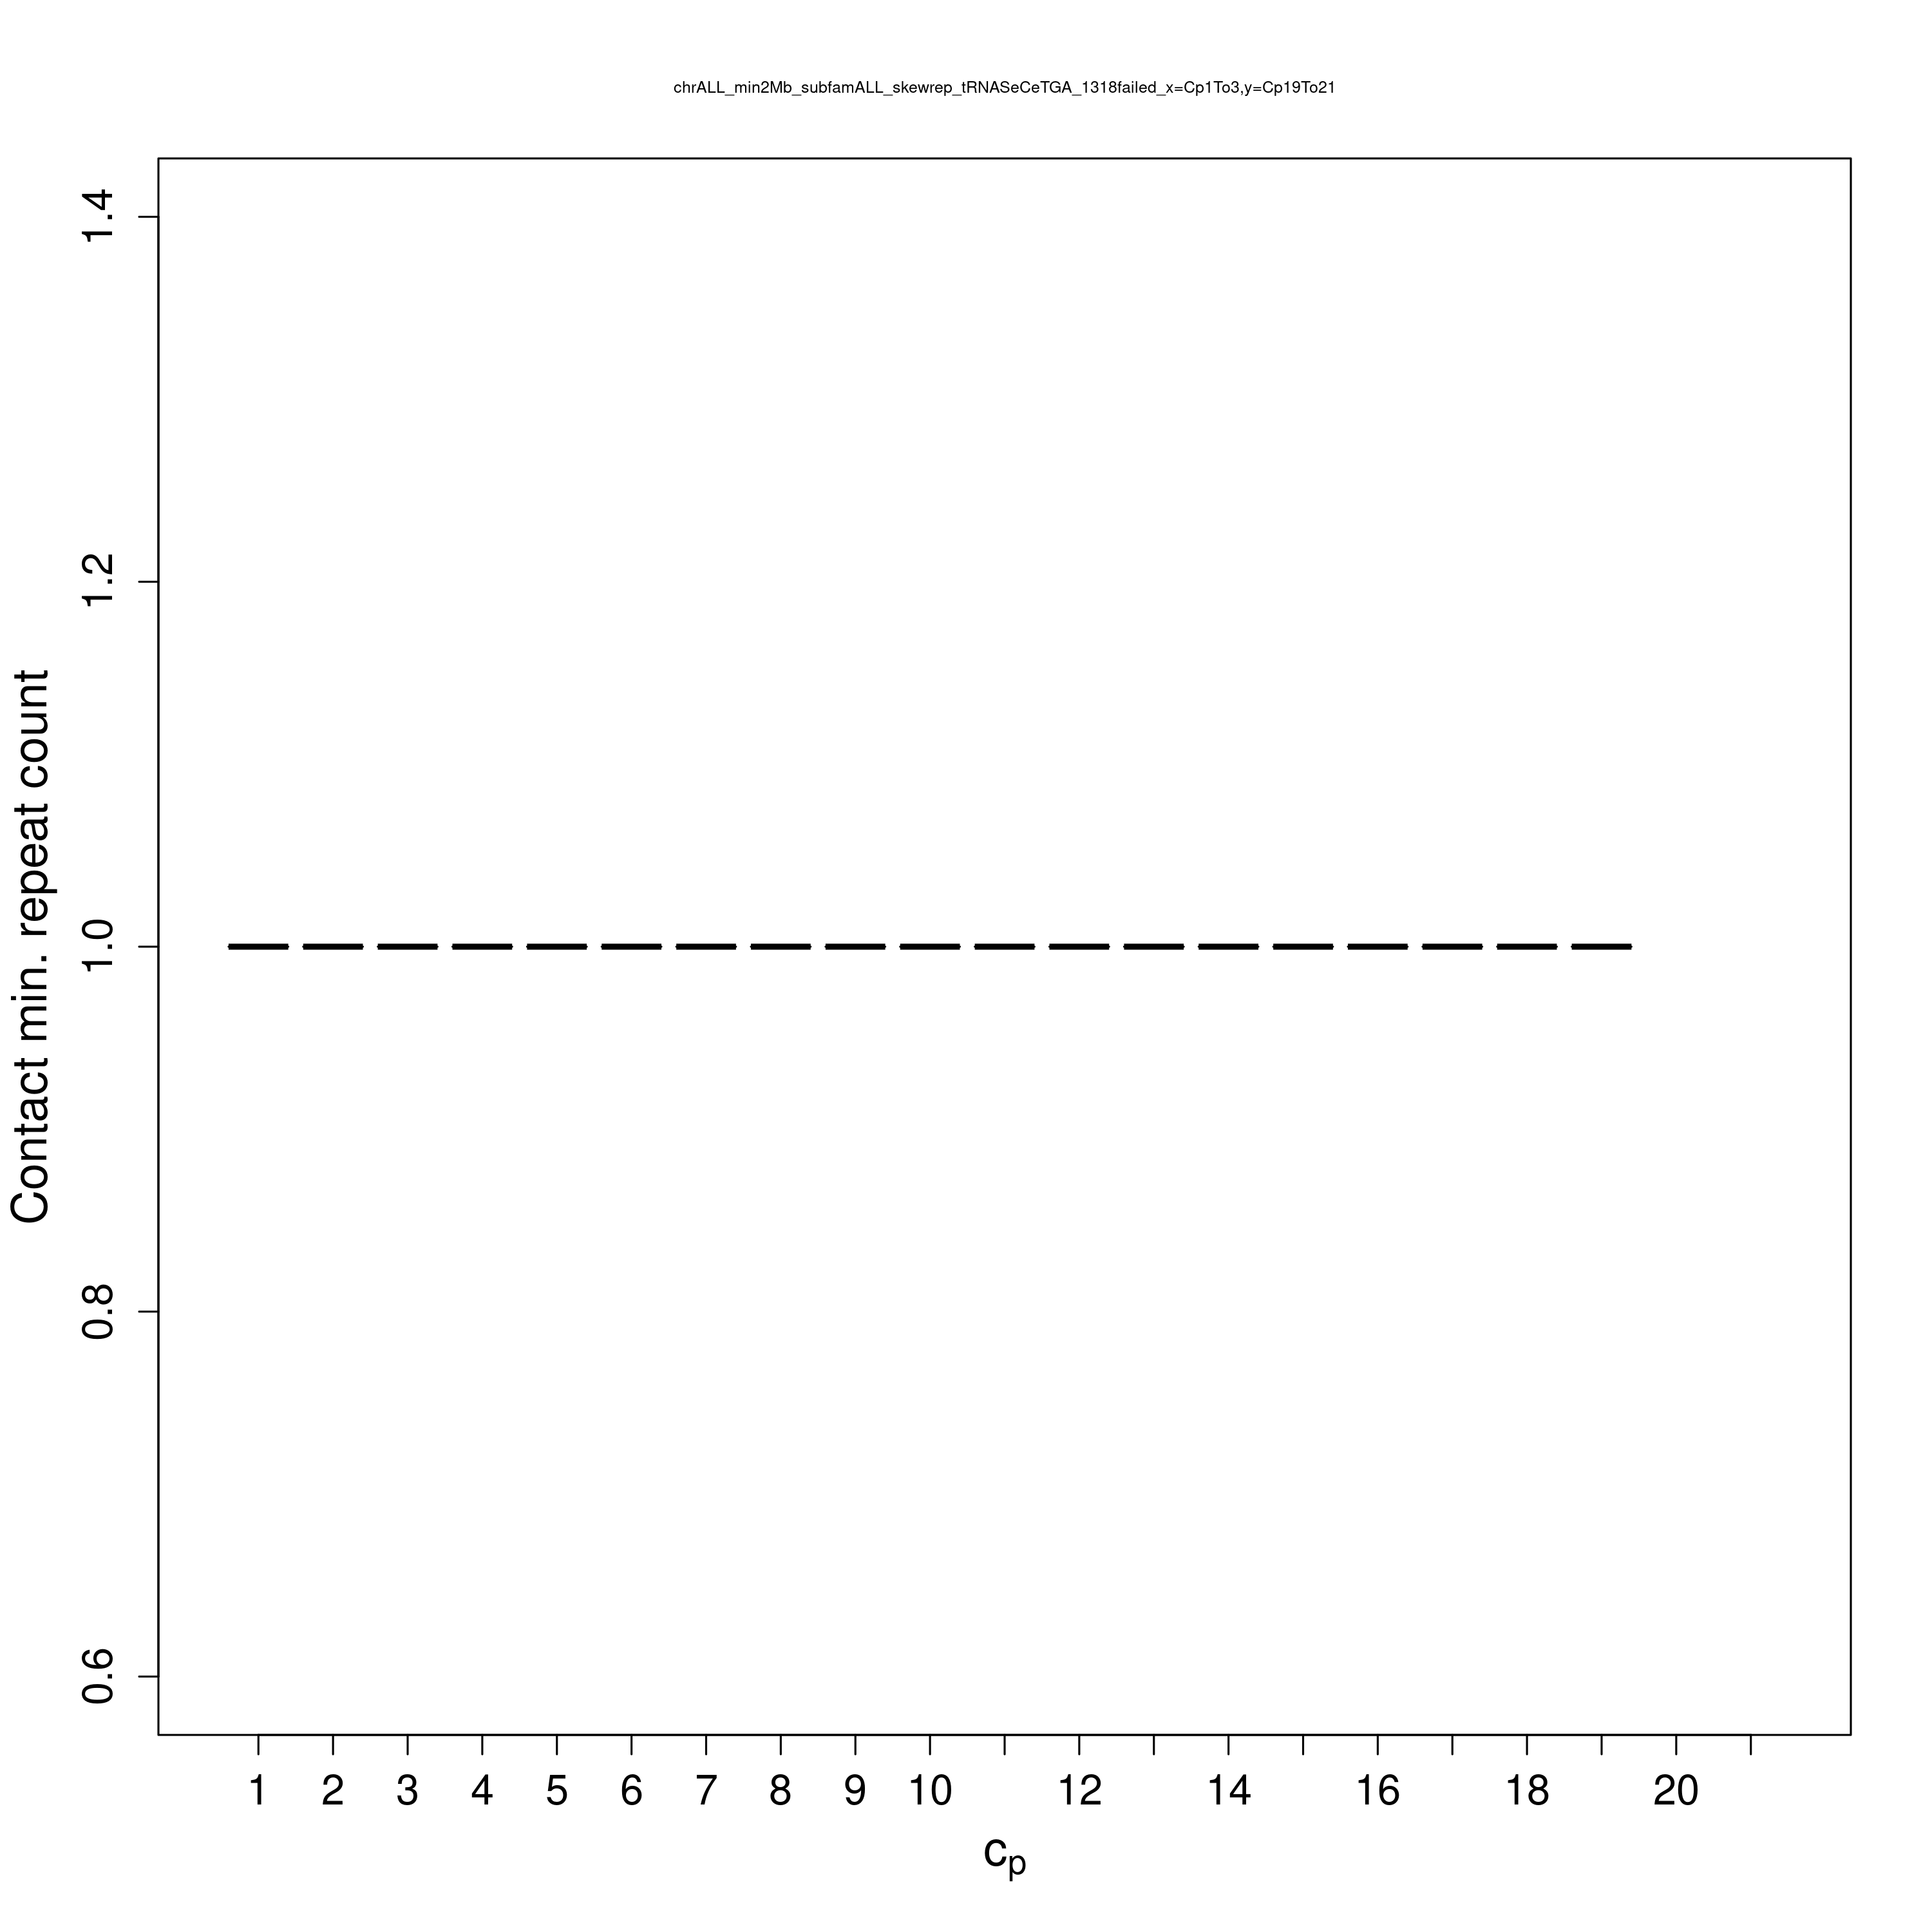 chrALL_min2Mb_subfamALL_skewrep_tRNASeCeTGA_1318failed_x=Cp1To3,y=Cp19To21
Contact min. repeat count
1.4
1.2
1.0
0.8
0.6
1 2 3 4 5 6 7 8 9 10 12 14 16 18 20
cp